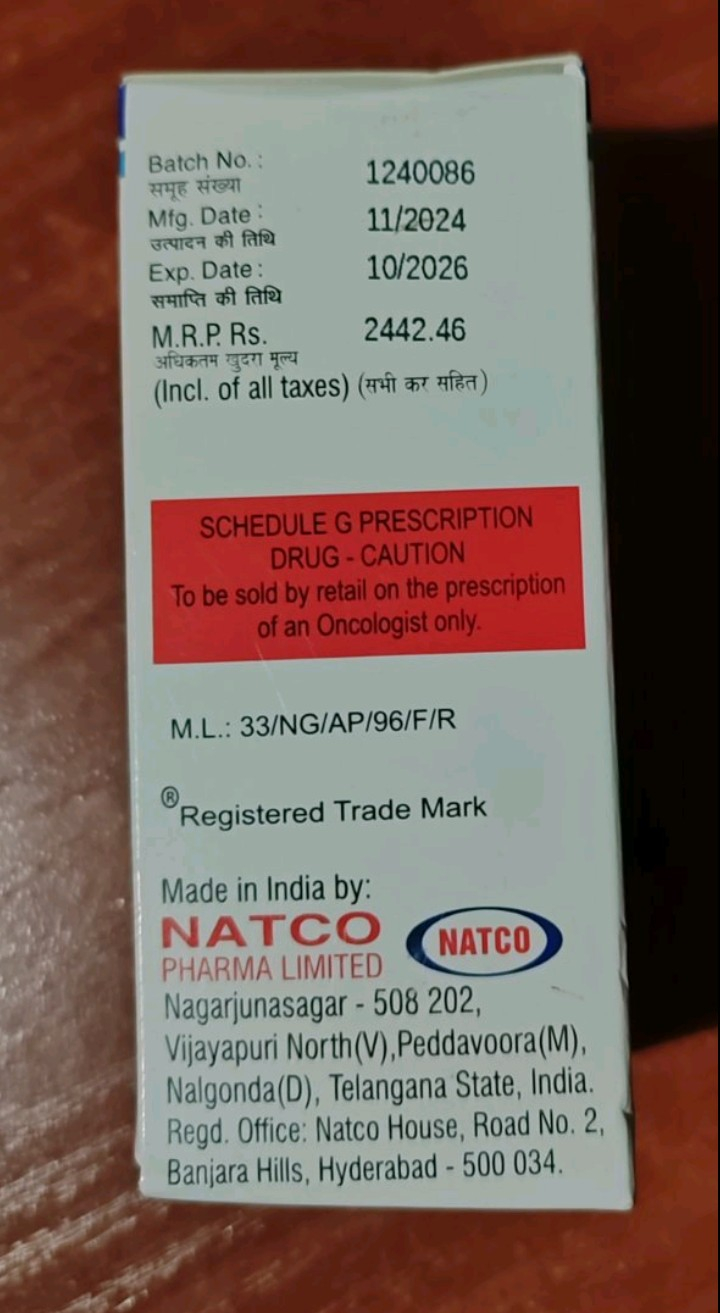 Batch No. : 1240086
समूह संख्या
Mfg. Date : 11/2024
उत्पादन की तिथि
Exp. Date : 10/2026
समाप्ति की तिथि
M.R.P. Rs. 2442.46
अधिकतम खुदरा मूल्य
(Incl. of all taxes) (सभी कर सहित)
SCHEDULE G PRESCRIPTION
DRUG - CAUTION
To be sold by retail on the prescription
of an Oncologist only.
M.L.: 33/NG/AP/96/F/R
®Registered Trade Mark
Made in India by:
NATCO
PHARMA LIMITED
NATCO
Nagarjunasagar - 508 202,
Vijayapuri North(V),Peddavoora(M),
Nalgonda(D), Telangana State, India.
Regd. Office: Natco House, Road No. 2,
Banjara Hills, Hyderabad - 500 034.